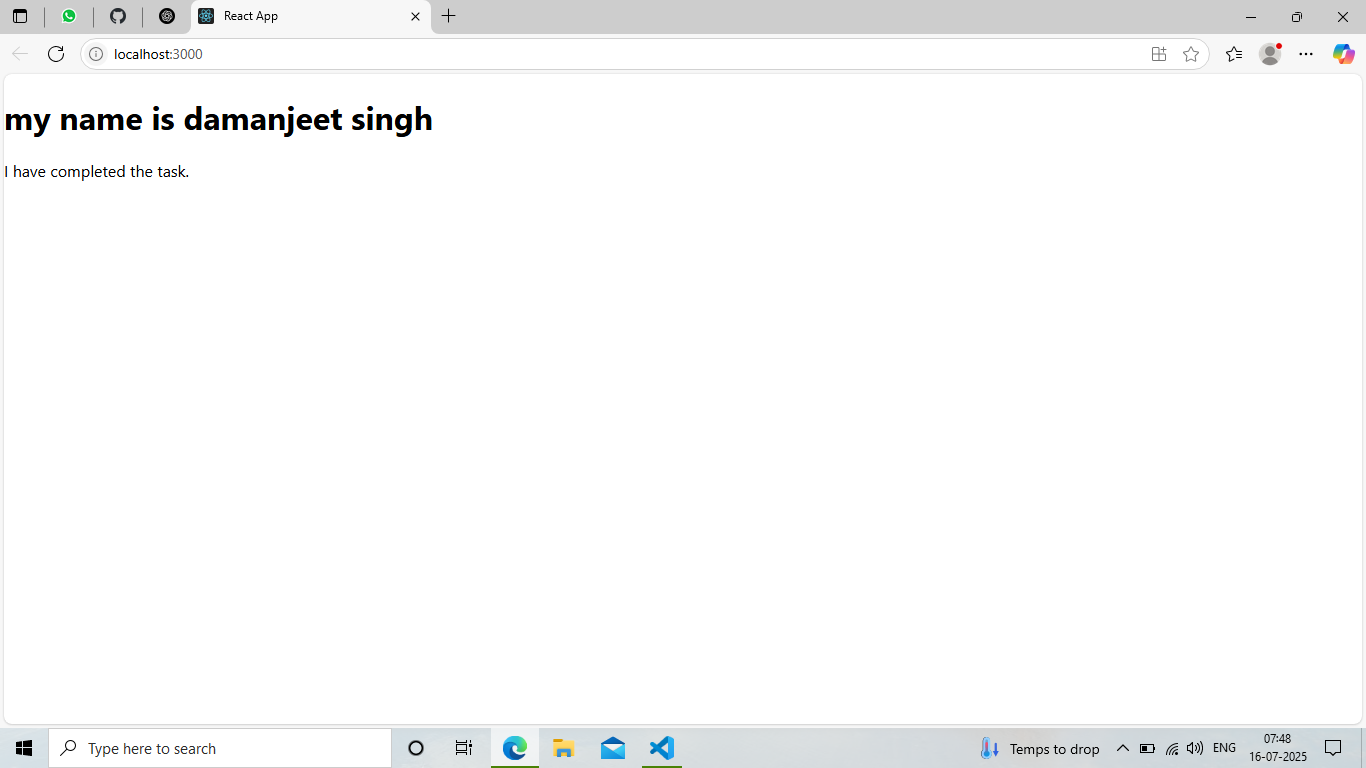 React App
localhost:3000
my name is damanjeet singh
I have completed the task.
Type here to search
Temps to drop
ENG
07:48
16-07-2025